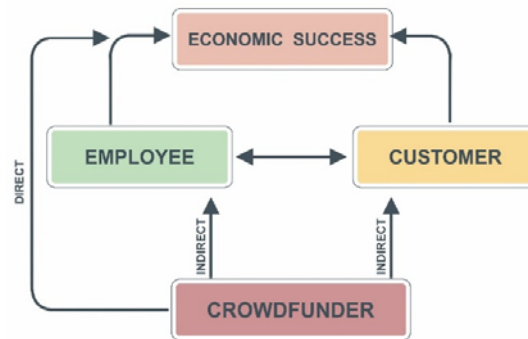 ECONOMIC SUCCESS
EMPLOYEE
CUSTOMER
DIRECT
INDIRECT
INDIRECT
CROWDFUNDER